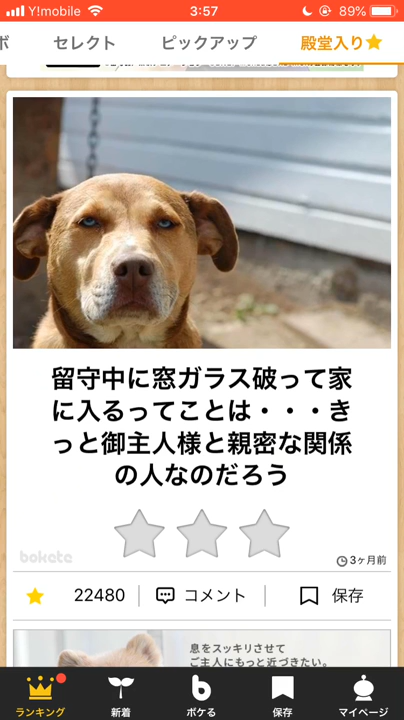 Y!mobile 3:57 89%
ボ セレクト ピックアップ 殿堂入り
留守中に窓ガラス破って家
に入るってことは・・・き
っと御主人様と親密な関係
の人なのだろう
bokete
3ヶ月前
22480 コメント 保存
息をスッキリさせて
ご主人にもっと近づきたい。
ランキング 新着 ボケる 保存 マイページ